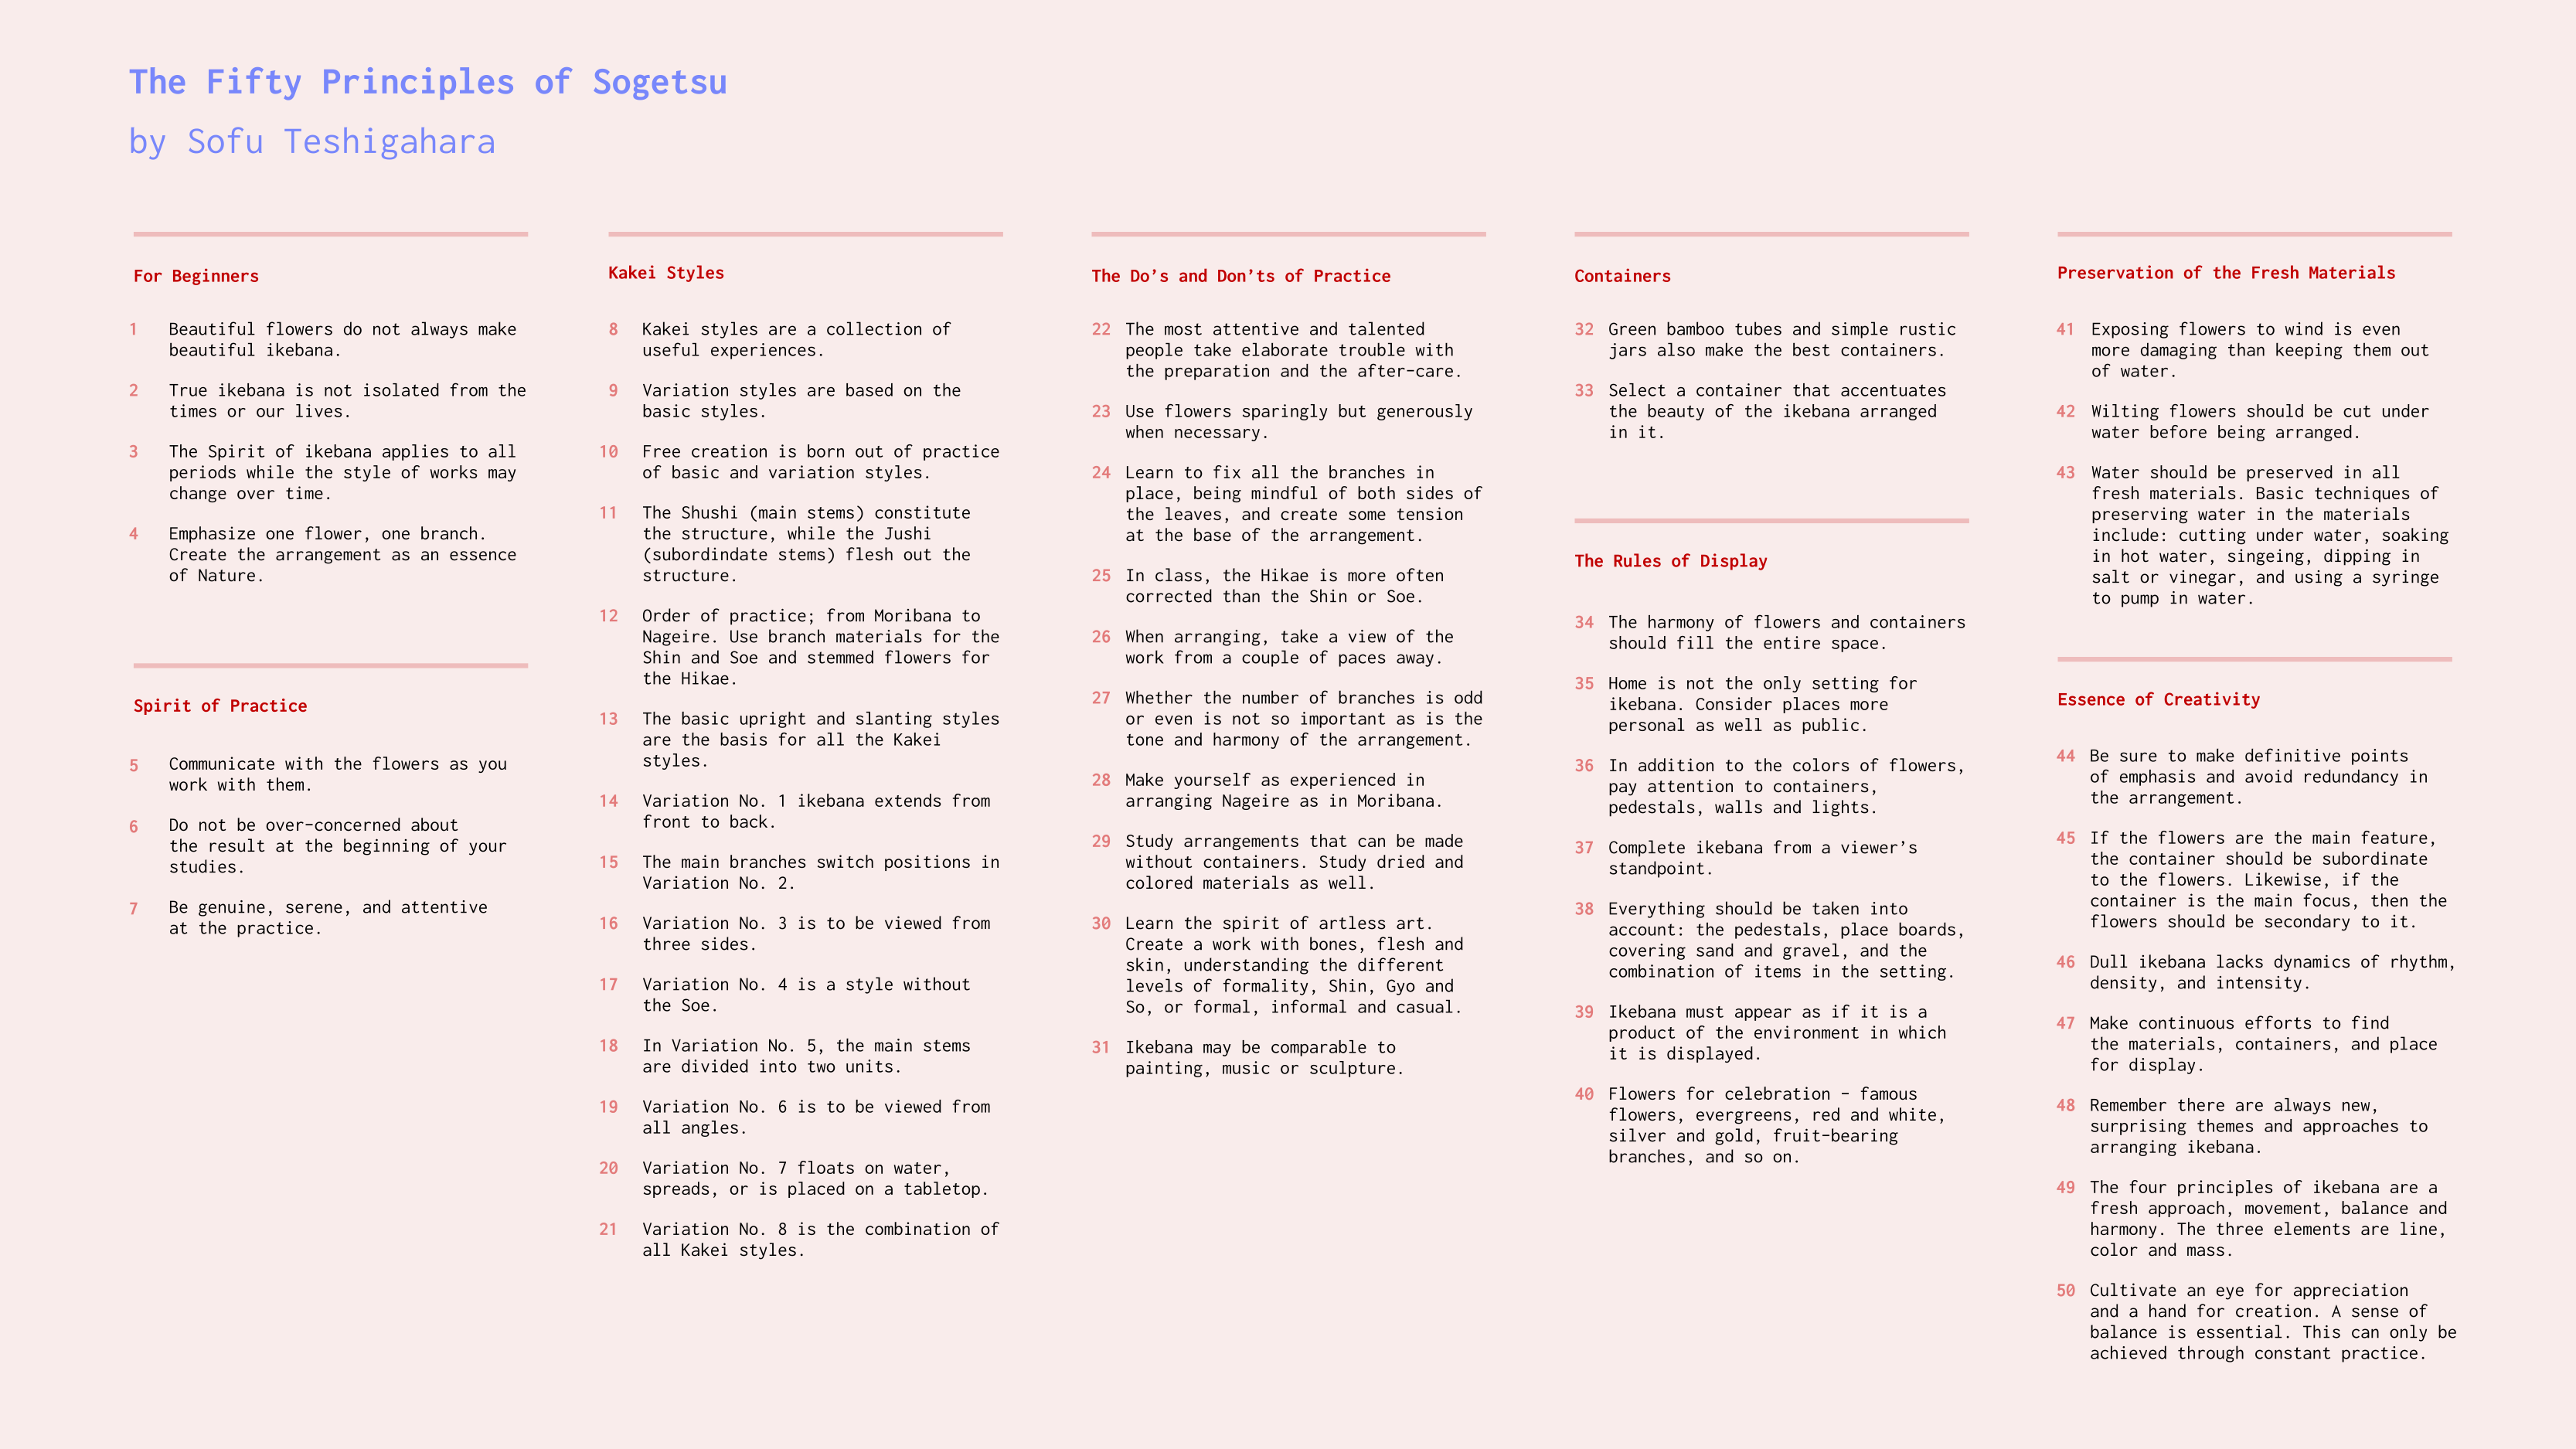 The Fifty Principles of Sogetsu
by Sofu Teshigahara
For Beginners
1 Beautiful flowers do not always make
beautiful ikebana.
2 True ikebana is not isolated from the
times or our lives.
3 The Spirit of ikebana applies to all
periods while the style of works may
change over time.
4 Emphasize one flower, one branch.
Create the arrangement as an essence
of Nature.
Spirit of Practice
5 Communicate with the flowers as you
work with them.
6 Do not be over-concerned about
the result at the beginning of your
studies.
7 Be genuine, serene, and attentive
at the practice.
Kakei Styles
8 Kakei styles are a collection of
useful experiences.
9 Variation styles are based on the
basic styles.
10 Free creation is born out of practice
of basic and variation styles.
11 The Shushi (main stems) constitute
the structure, while the Jushi
(subordindate stems) flesh out the
structure.
12 Order of practice; from Moribana to
Nageire. Use branch materials for the
Shin and Soe and stemmed flowers for
the Hikae.
13 The basic upright and slanting styles
are the basis for all the Kakei
styles.
14 Variation No. 1 ikebana extends from
front to back.
15 The main branches switch positions in
Variation No. 2.
16 Variation No. 3 is to be viewed from
three sides.
17 Variation No. 4 is a style without
the Soe.
18 In Variation No. 5, the main stems
are divided into two units.
19 Variation No. 6 is to be viewed from
all angles.
20 Variation No. 7 floats on water,
spreads, or is placed on a tabletop.
21 Variation No. 8 is the combination of
all Kakei styles.
The Do's and Don'ts of Practice
22 The most attentive and talented
people take elaborate trouble with
the preparation and the after-care.
23 Use flowers sparingly but generously
when necessary.
24 Learn to fix all the branches in
place, being mindful of both sides of
the leaves, and create some tension
at the base of the arrangement.
25 In class, the Hikae is more often
corrected than the Shin or Soe.
26 When arranging, take a view of the
work from a couple of paces away.
27 Whether the number of branches is odd
or even is not so important as is the
tone and harmony of the arrangement.
28 Make yourself as experienced in
arranging Nageire as in Moribana.
29 Study arrangements that can be made
without containers. Study dried and
colored materials as well.
30 Learn the spirit of artless art.
Create a work with bones, flesh and
skin, understanding the different
levels of formality, Shin, Gyo and
So, or formal, informal and casual.
31 Ikebana may be comparable to
painting, music or sculpture.
Containers
32 Green bamboo tubes and simple rustic
jars also make the best containers.
33 Select a container that accentuates
the beauty of the ikebana arranged
in it.
The Rules of Display
34 The harmony of flowers and containers
should fill the entire space.
35 Home is not the only setting for
ikebana. Consider places more
personal as well as public.
36 In addition to the colors of flowers,
pay attention to containers,
pedestals, walls and lights.
37 Complete ikebana from a viewer's
standpoint.
38 Everything should be taken into
account: the pedestals, place boards,
covering sand and gravel, and the
combination of items in the setting.
39 Ikebana must appear as if it is a
product of the environment in which
it is displayed.
40 Flowers for celebration – famous
flowers, evergreens, red and white,
silver and gold, fruit-bearing
branches, and so on.
Preservation of the Fresh Materials
41 Exposing flowers to wind is even
more damaging than keeping them out
of water.
42 Wilting flowers should be cut under
water before being arranged.
43 Water should be preserved in all
fresh materials. Basic techniques of
preserving water in the materials
include: cutting under water, soaking
in hot water, singeing, dipping in
salt or vinegar, and using a syringe
to pump in water.
Essence of Creativity
44 Be sure to make definitive points
of emphasis and avoid redundancy in
the arrangement.
45 If the flowers are the main feature,
the container should be subordinate
to the flowers. Likewise, if the
container is the main focus, then the
flowers should be secondary to it.
46 Dull ikebana lacks dynamics of rhythm,
density, and intensity.
47 Make continuous efforts to find
the materials, containers, and place
for display.
48 Remember there are always new,
surprising themes and approaches to
arranging ikebana.
49 The four principles of ikebana are a
fresh approach, movement, balance and
harmony. The three elements are line,
color and mass.
50 Cultivate an eye for appreciation
and a hand for creation. A sense of
balance is essential. This can only be
achieved through constant practice.